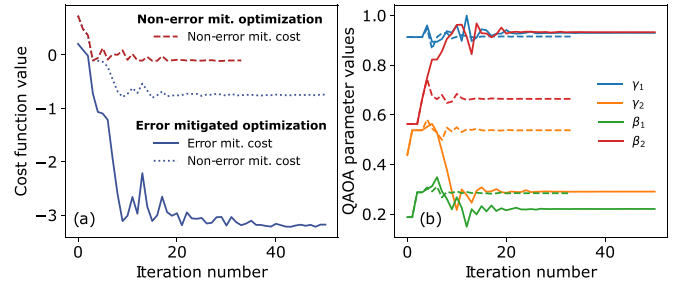 Non-error mit. optimization
Non-error mit. cost
Error mitigated optimization
Error mit. cost
Non-error mit. cost
Cost function value
0
−1
−2
−3
(a)
0
20
40
Iteration number
QAOA parameter values
1.0
0.8
0.6
0.4
0.2
γ1
γ2
β1
β2
(b)
0
20
40
Iteration number